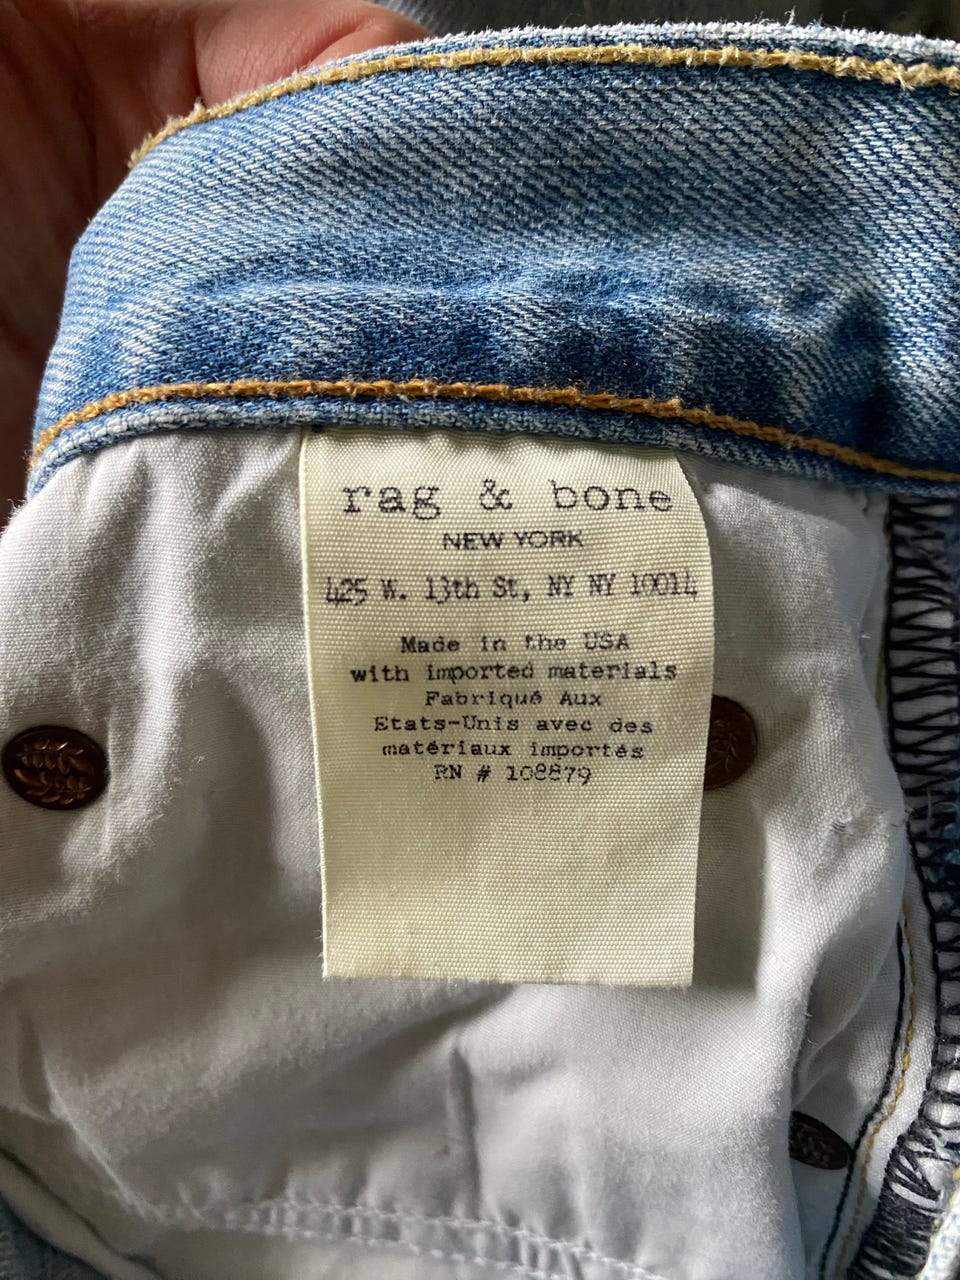 rag & bone
NEW YORK
425 W. 13th St, NY NY 10014
Made in the USA
with imported materials
Fabriqué Aux
Etats-Unis avec des
matériaux importés
RN # 108879